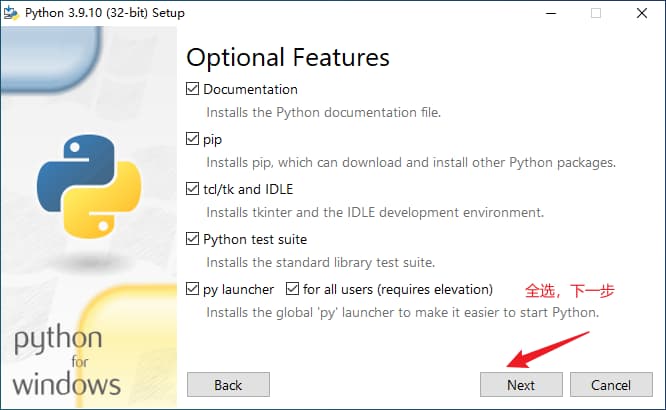 Python 3.9.10 (32-bit) Setup
Optional Features
Documentation
Installs the Python documentation file.
pip
Installs pip, which can download and install other Python packages.
tcl/tk and IDLE
Installs tkinter and the IDLE development environment.
Python test suite
Installs the standard library test suite.
py launcher for all users (requires elevation) 全选，下一步
Installs the global 'py' launcher to make it easier to start Python.
python
for
windows
Back Next Cancel